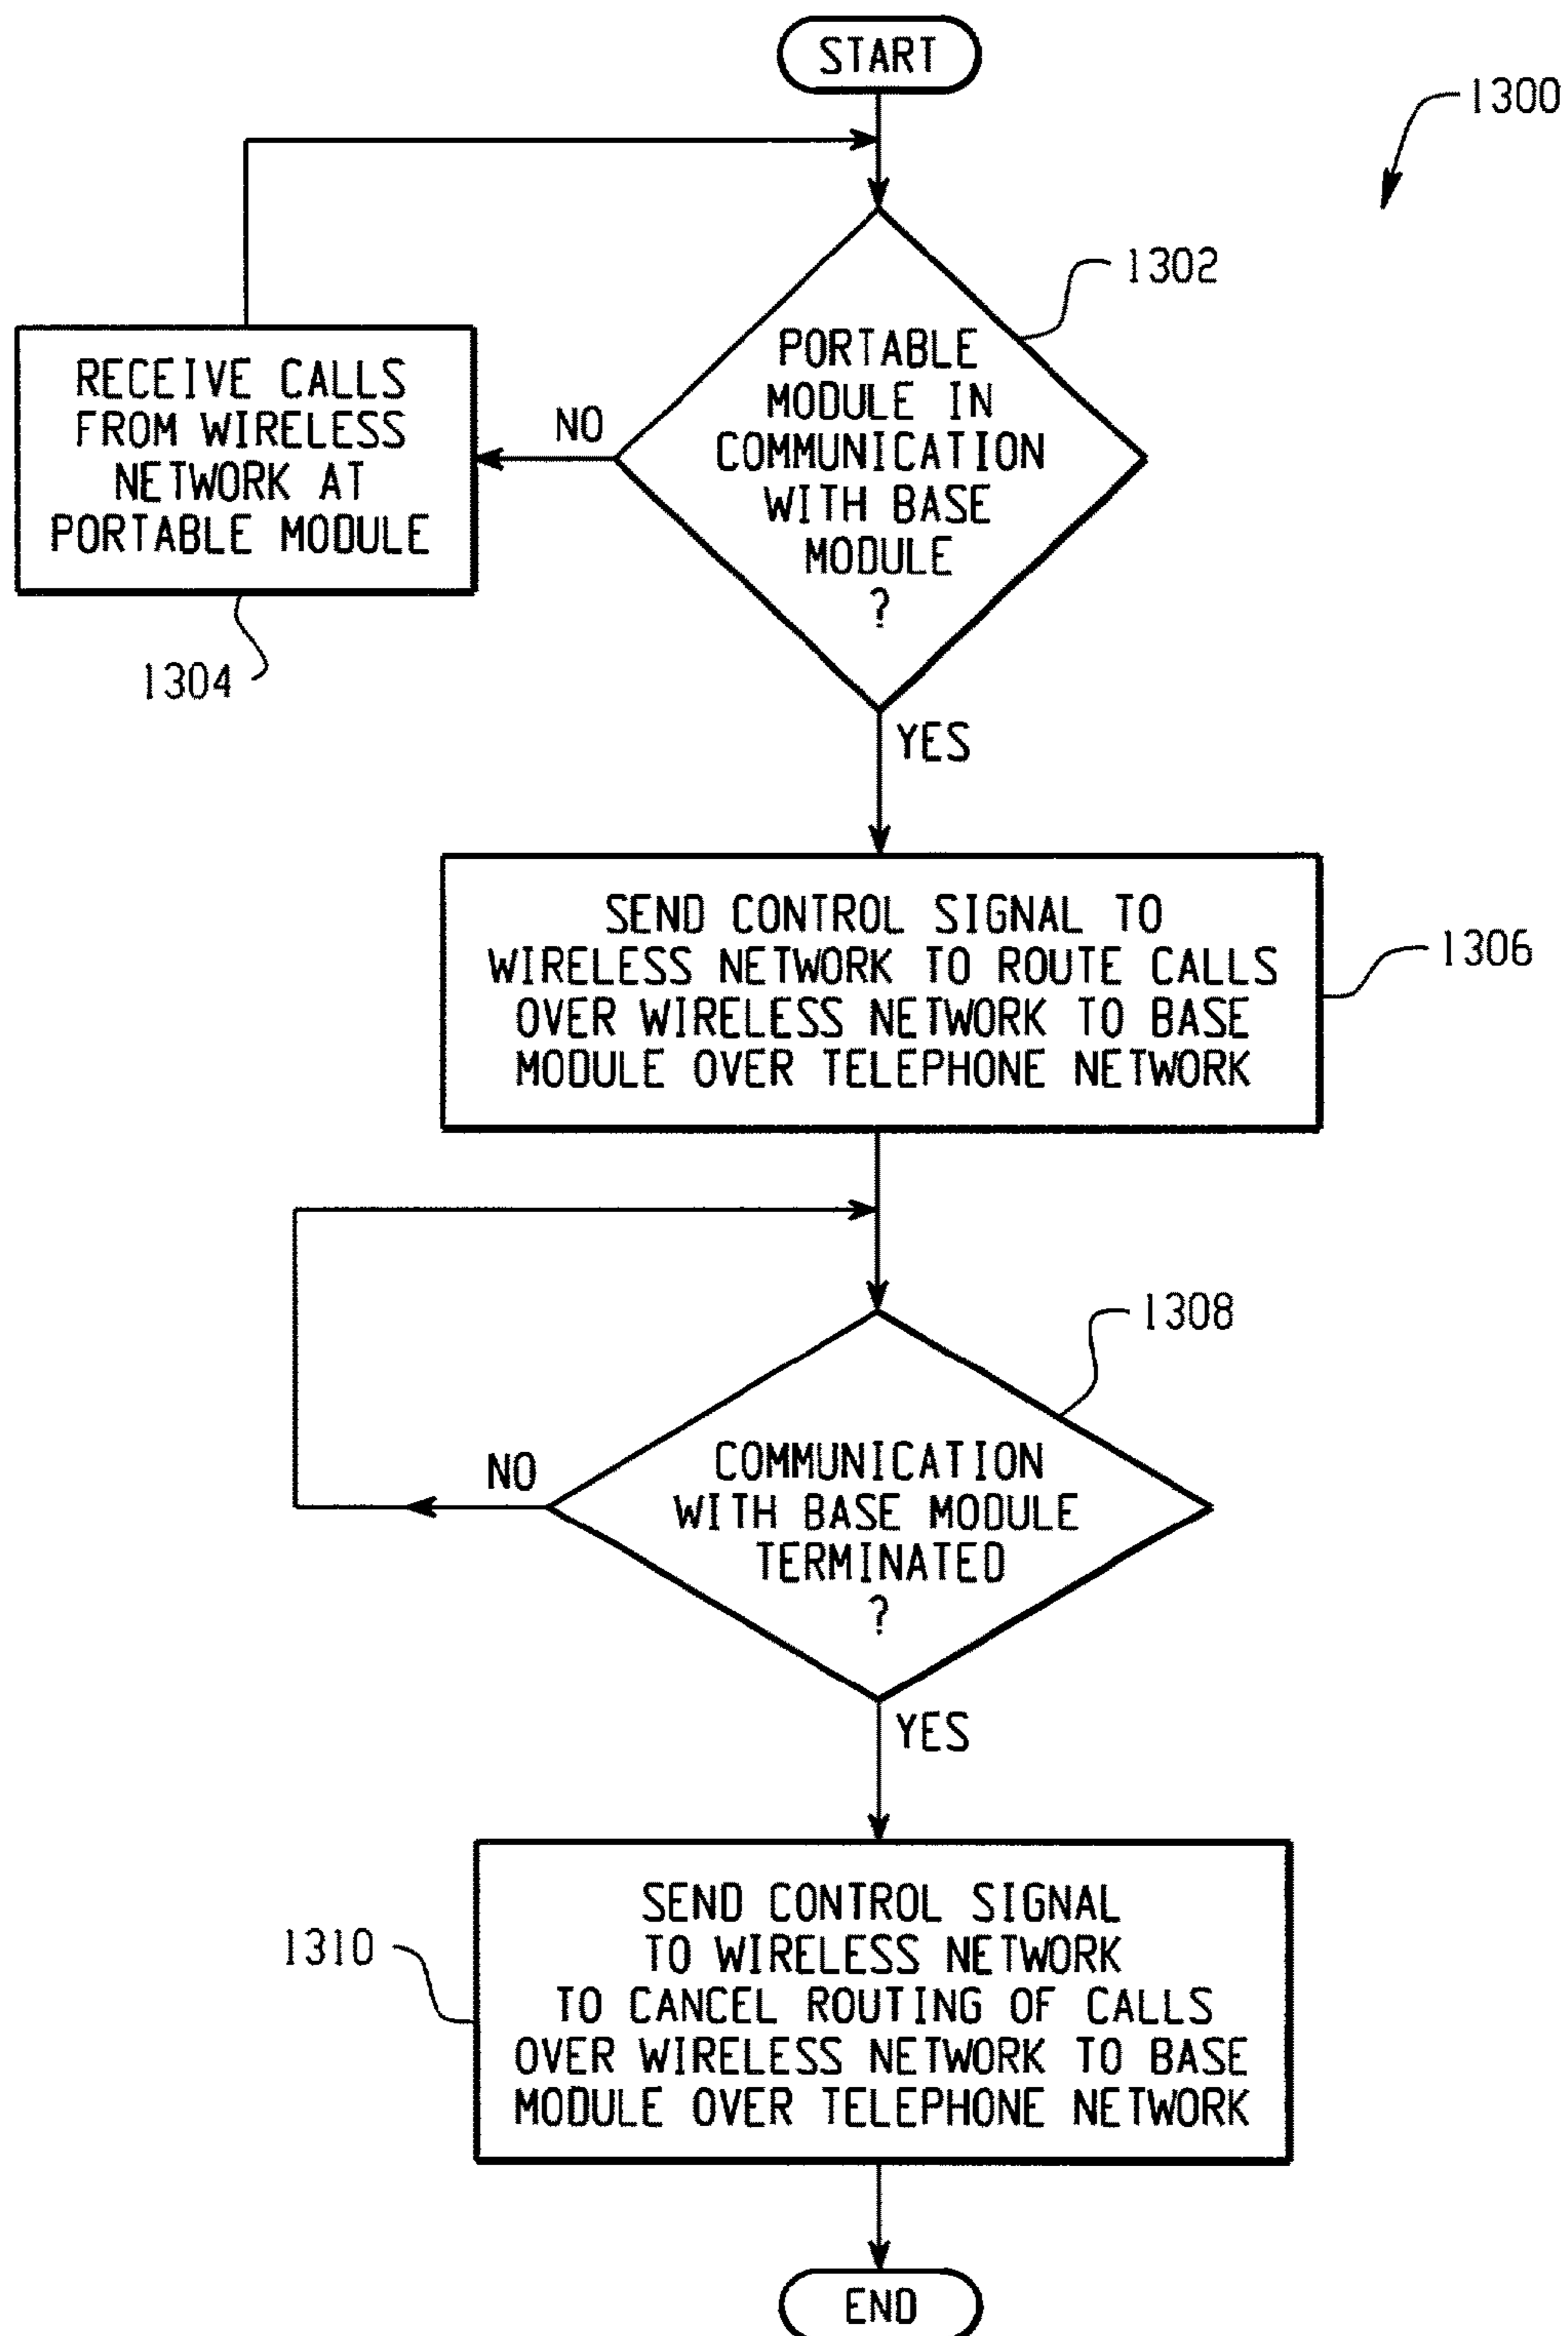 START
1300
1302
PORTABLE
MODULE IN
COMMUNICATION
WITH BASE
MODULE
?
NO
RECEIVE CALLS
FROM WIRELESS
NETWORK AT
PORTABLE MODULE
1304
YES
SEND CONTROL SIGNAL TO
WIRELESS NETWORK TO ROUTE CALLS
OVER WIRELESS NETWORK TO BASE
MODULE OVER TELEPHONE NETWORK
1306
1308
COMMUNICATION
WITH BASE MODULE
TERMINATED
?
NO
YES
SEND CONTROL SIGNAL
TO WIRELESS NETWORK
TO CANCEL ROUTING OF CALLS
OVER WIRELESS NETWORK TO BASE
MODULE OVER TELEPHONE NETWORK
1310
END